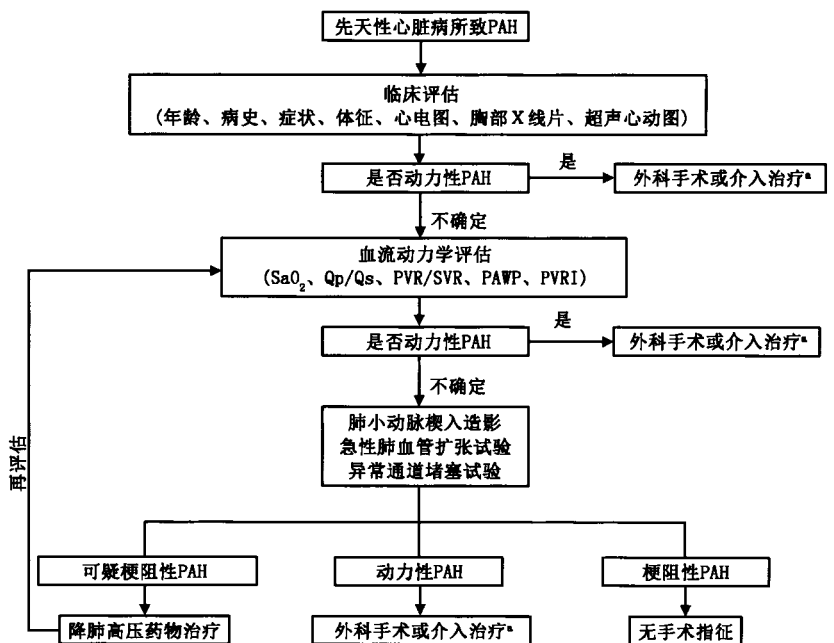 先天性心脏病所致PAH
临床评估
(年龄、病史、症状、体征、心电图、胸部X线片、超声心动图)
是否动力性PAH
是
外科手术或介入治疗ᵃ
不确定
血流动力学评估
(SaO₂、Qp/Qs、PVR/SVR、PAWP、PVRI)
是否动力性PAH
是
外科手术或介入治疗ᵃ
不确定
肺小动脉楔入造影
急性肺血管扩张试验
异常通道堵塞试验
再评估
可疑梗阻性PAH
动力性PAH
梗阻性PAH
降肺高压药物治疗
外科手术或介入治疗ᵃ
无手术指征